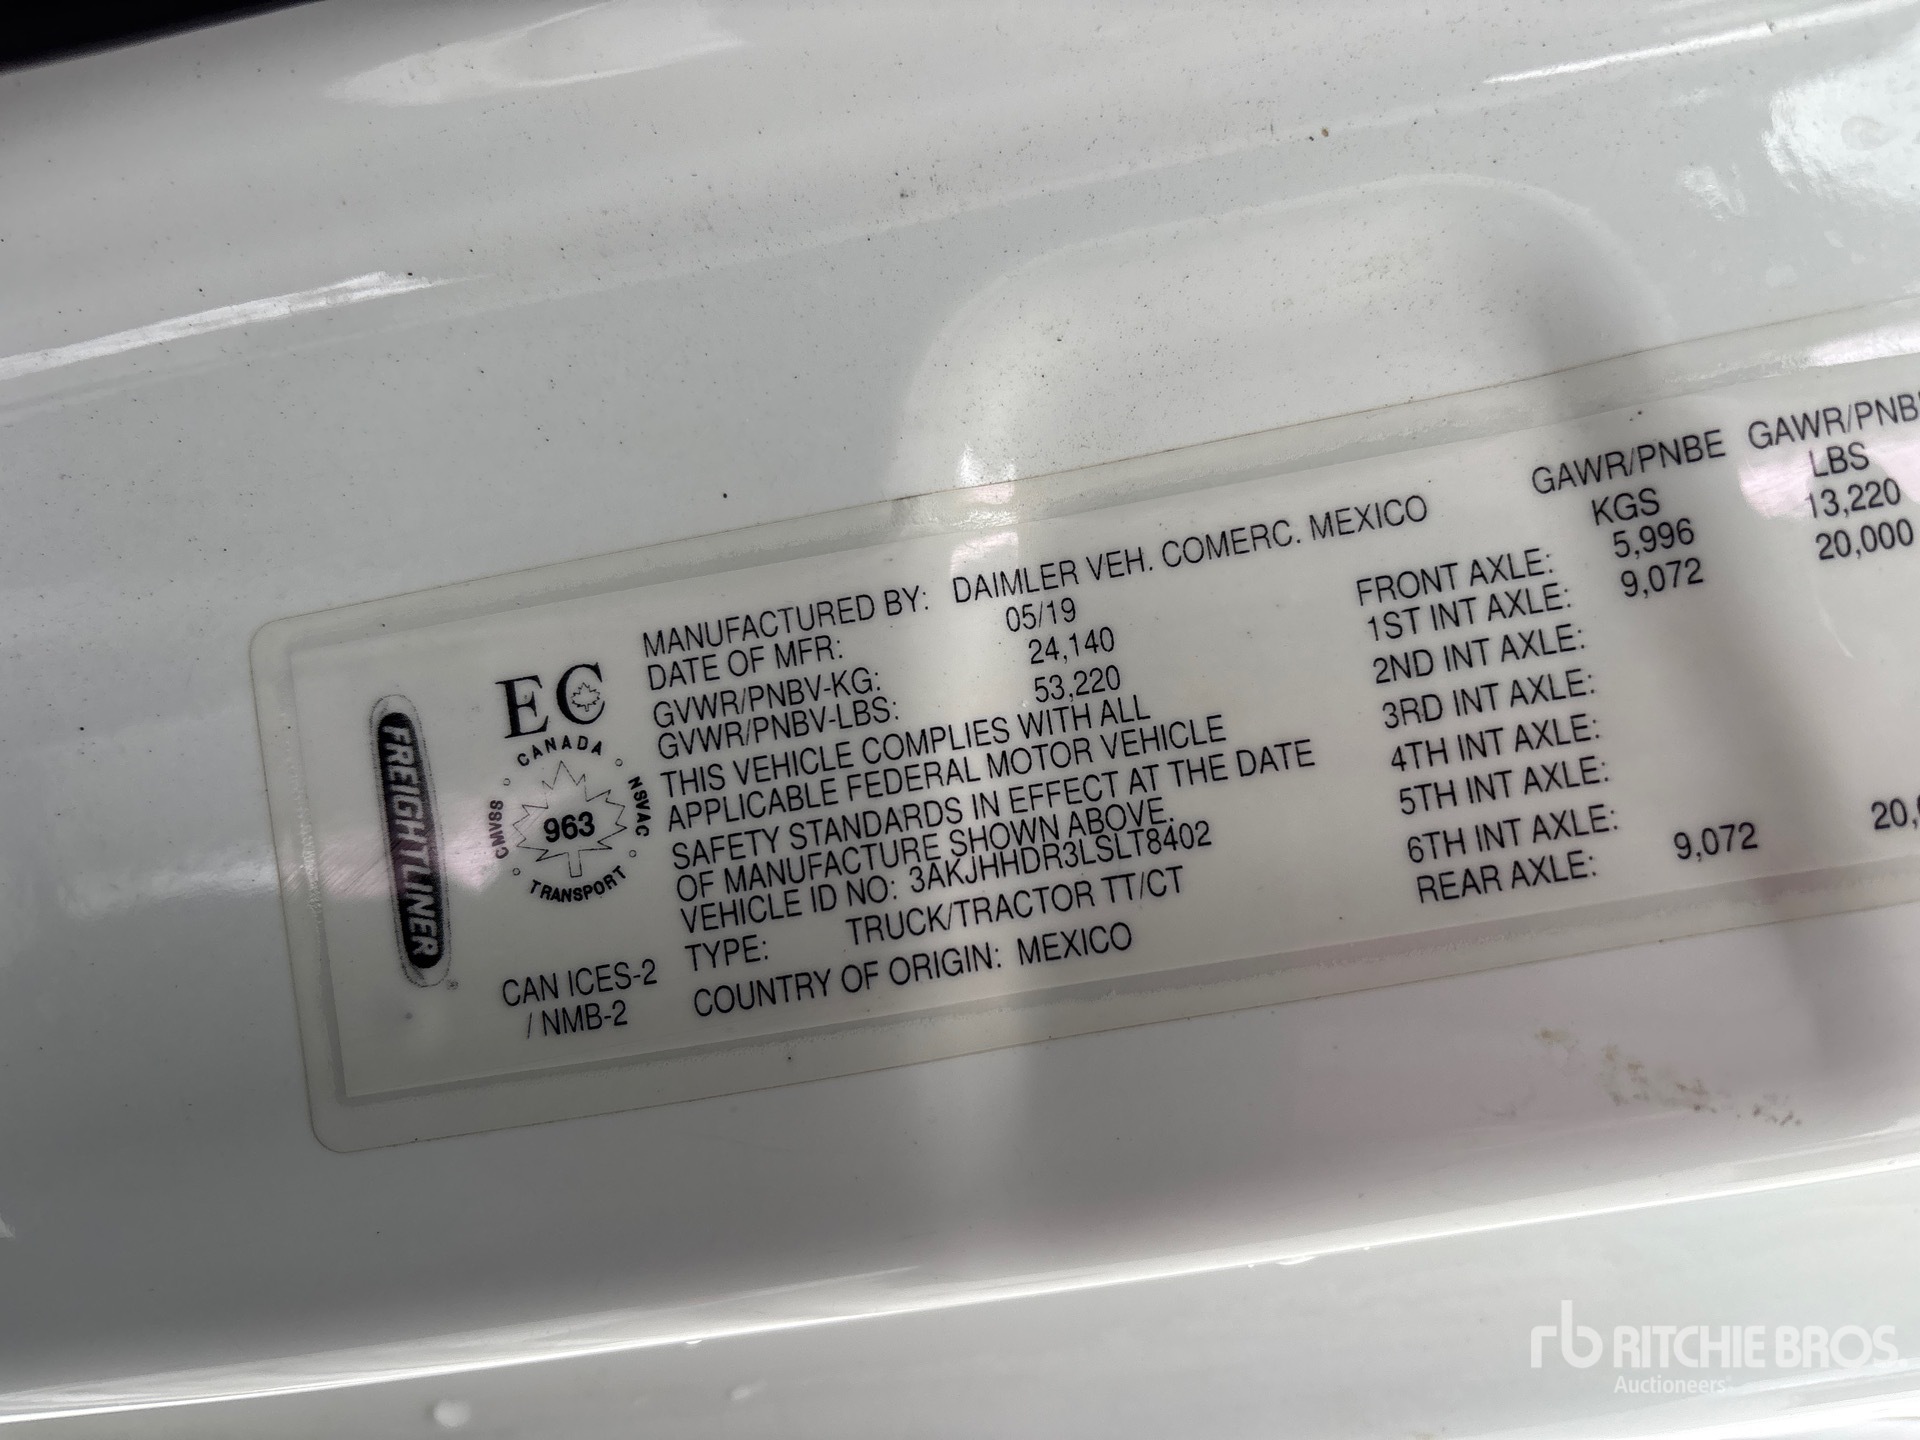 FREIGHTLINER
EC
CANADA
CMVSS
963
NSVAC
TRANSPORT
CAN ICES-2
/ NMB-2
MANUFACTURED BY: DAIMLER VEH. COMERC. MEXICO
DATE OF MFR: 05/19
GVWR/PNBV-KG: 24,140
GVWR/PNBV-LBS: 53,220
THIS VEHICLE COMPLIES WITH ALL
APPLICABLE FEDERAL MOTOR VEHICLE
SAFETY STANDARDS IN EFFECT AT THE DATE
OF MANUFACTURE SHOWN ABOVE.
VEHICLE ID NO: 3AKJHHDR3LSLT8402
TYPE: TRUCK/TRACTOR TT/CT
COUNTRY OF ORIGIN: MEXICO
GAWR/PNBE GAWR/PNB
KGS LBS
FRONT AXLE: 5,996 13,220
1ST INT AXLE: 9,072 20,000
2ND INT AXLE:
3RD INT AXLE:
4TH INT AXLE:
5TH INT AXLE:
6TH INT AXLE:
REAR AXLE: 9,072 20,
rb RITCHIE BROS.
Auctioneers